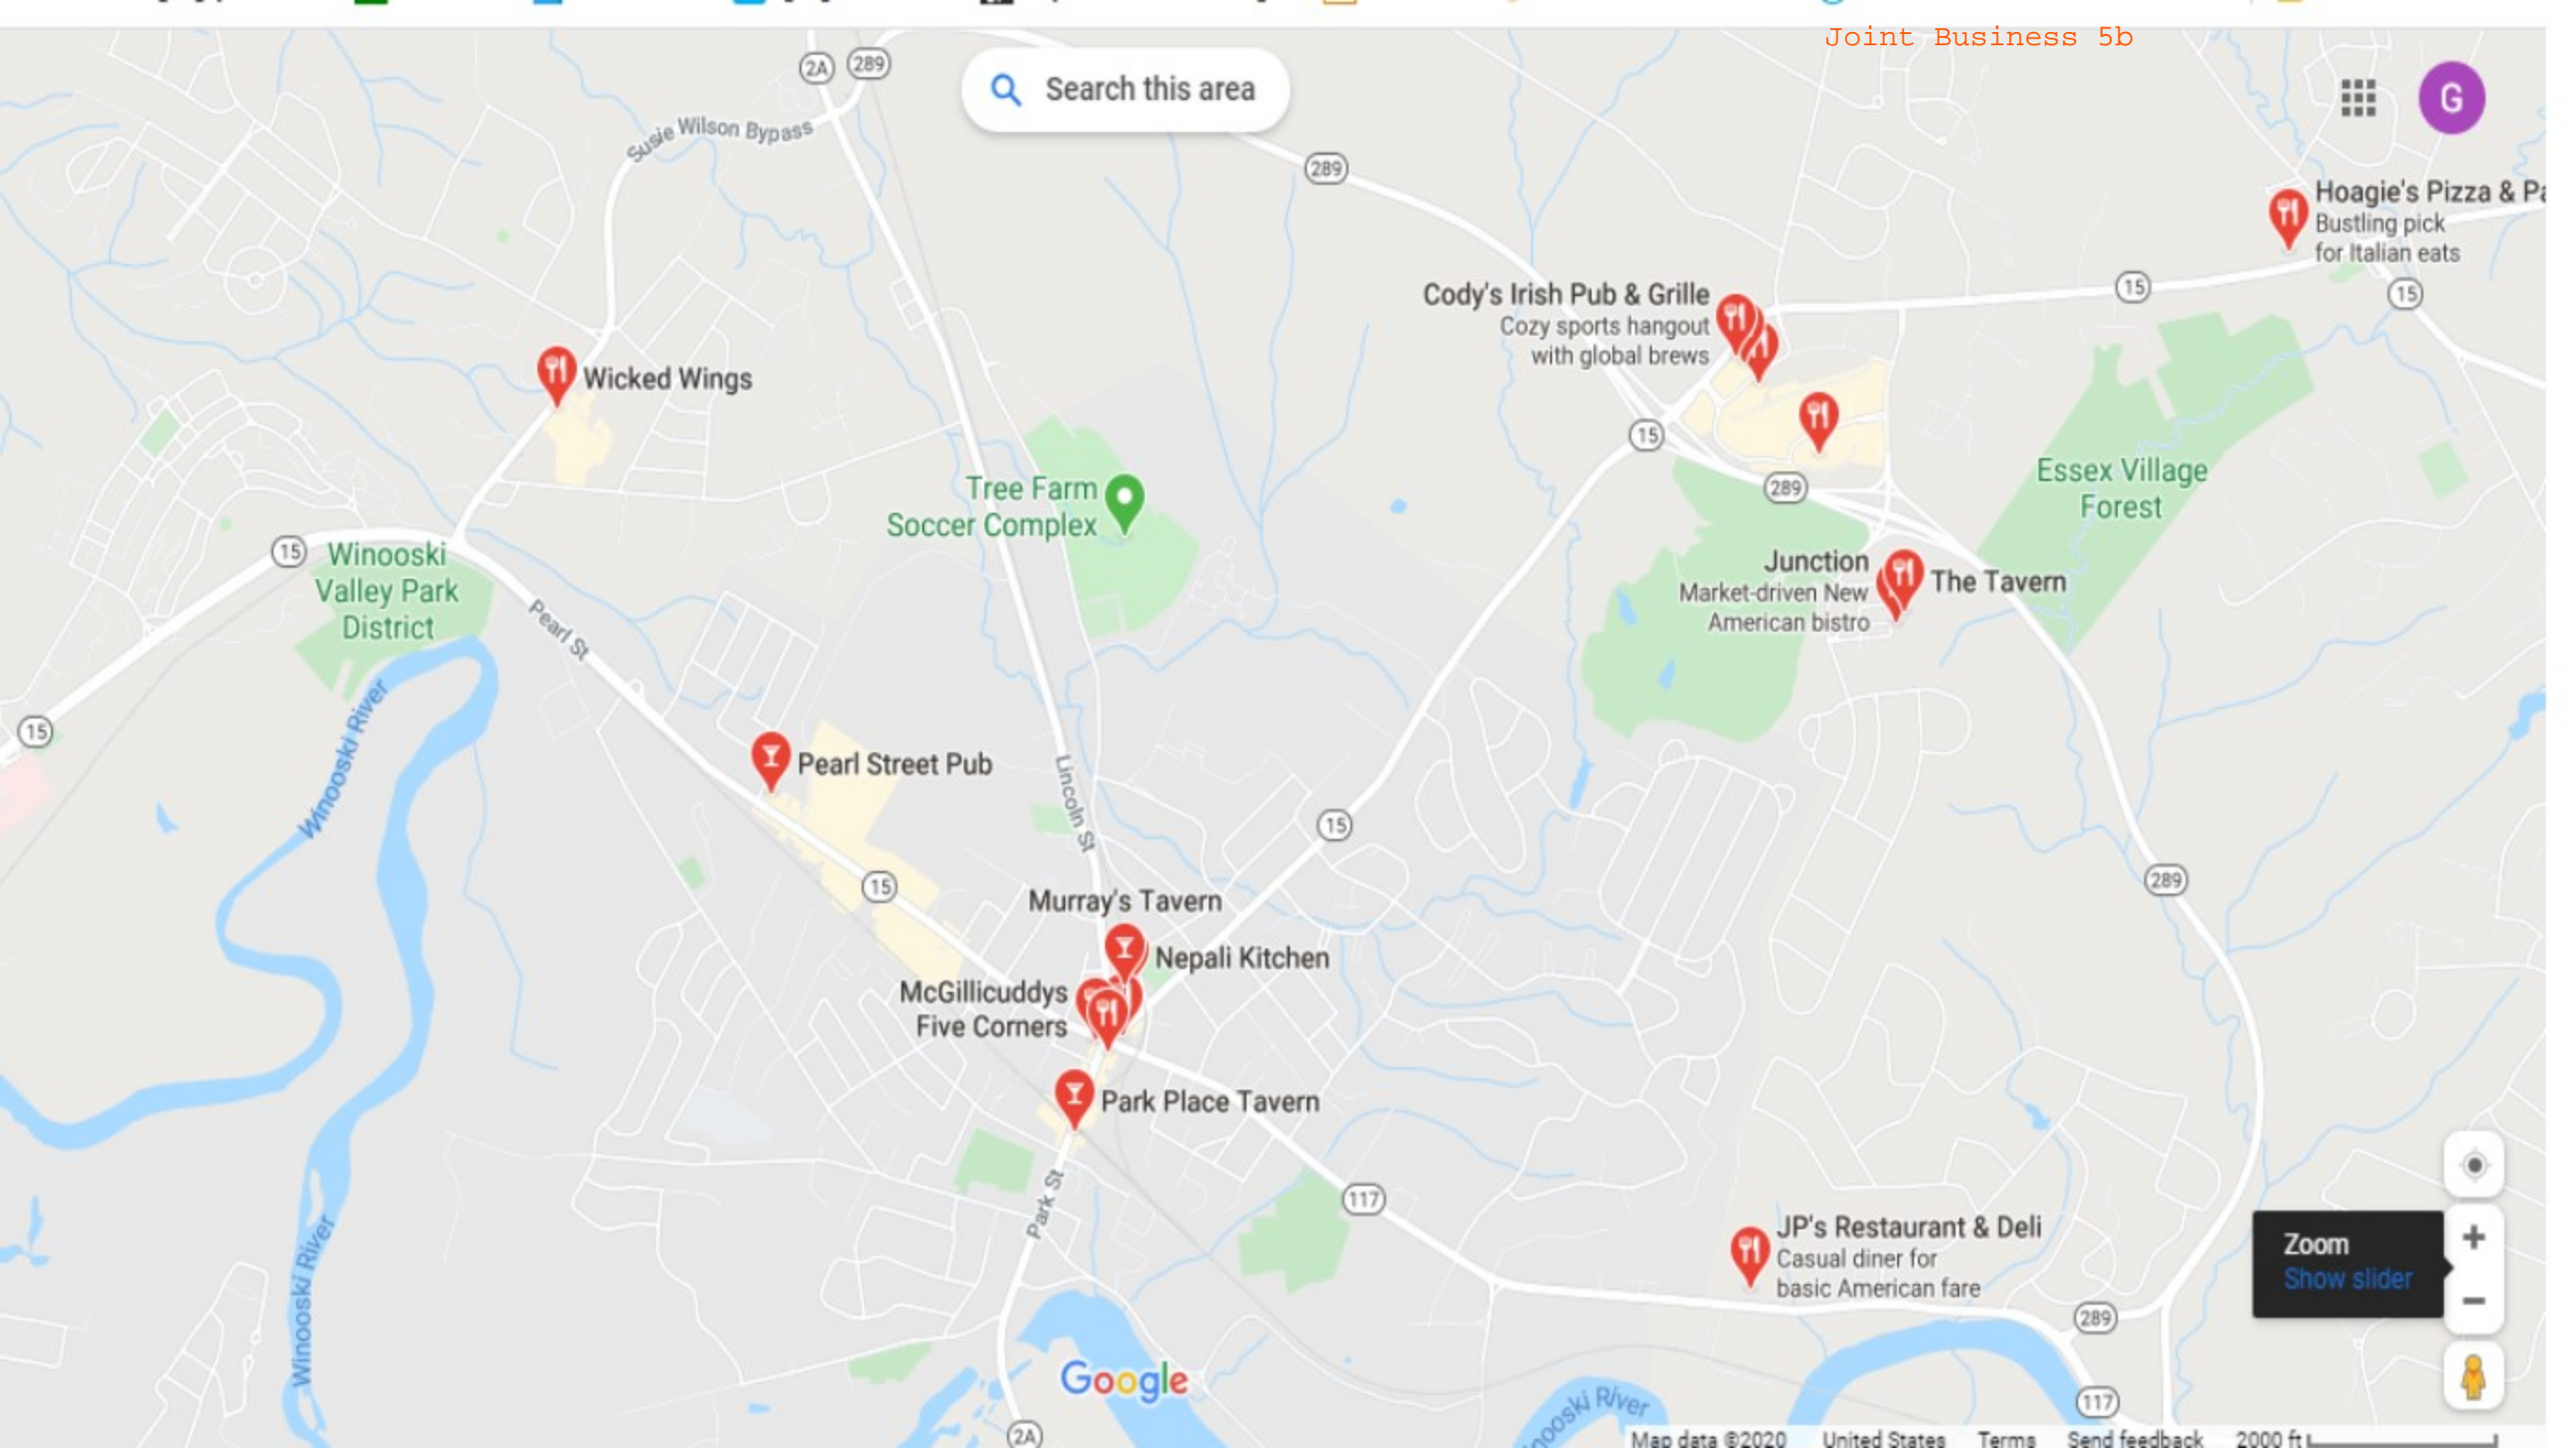 Joint Business 5b
2A
289
Search this area
G
Susie Wilson Bypass
289
Hoagie's Pizza &
Bustling pick
for Italian eats
15
15
Cody's Irish Pub & Grille
Cozy sports hangout
with global brews
Wicked Wings
15
Tree Farm
Soccer Complex
289
Essex Village
Forest
15
Winooski
Valley Park
District
Junction
Market-driven New
American bistro
The Tavern
Pearl St
15
Winooski River
Pearl Street Pub
Lincoln St
15
15
289
Murray's Tavern
Nepali Kitchen
McGillicuddys
Five Corners
Park Place Tavern
Park St
117
Winooski River
JP's Restaurant & Deli
Casual diner for
basic American fare
Zoom
Show slider
289
Google
117
River
2A
Map data ©2020 United States Terms Send feedback 2000 ft